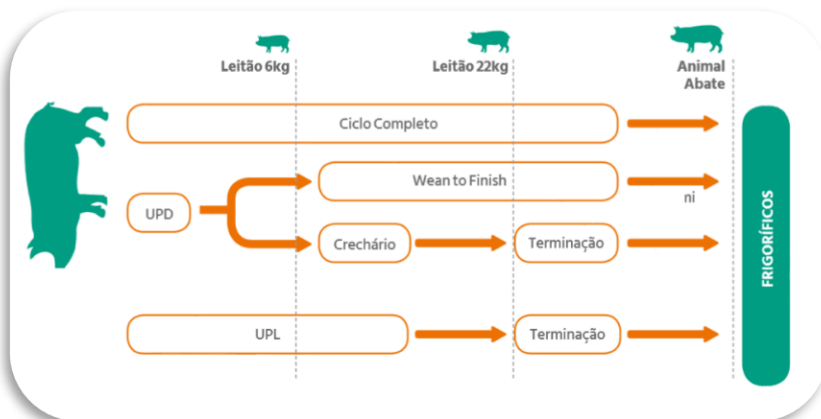 Leitão 6kg
Leitão 22kg
Animal
Abate
Ciclo Completo
Wean to Finish
ni
UPD
Crechário
Terminação
UPL
Terminação
FRIGORÍFICOS